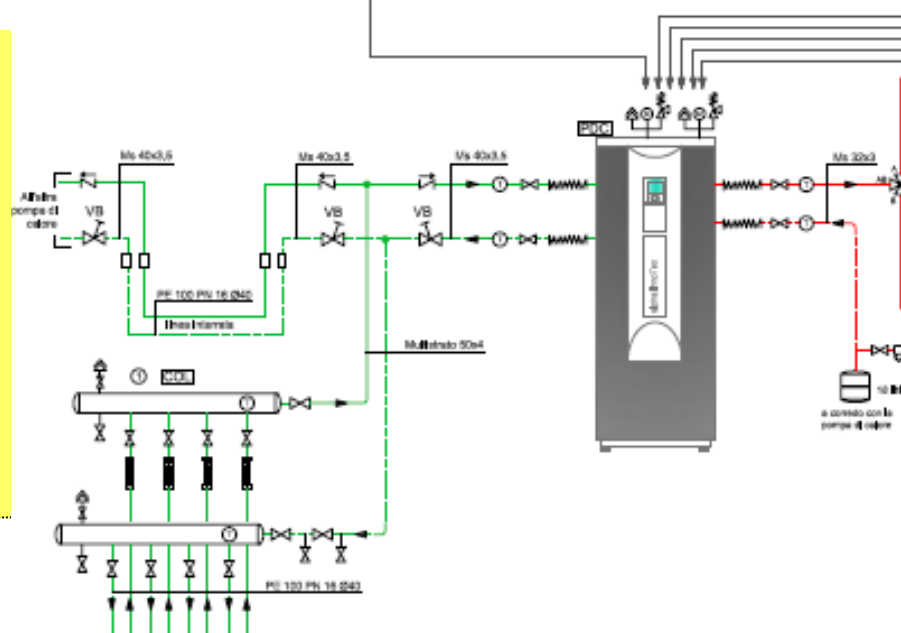 PDC
Ms 40x3,5
Ms 40x3.5
Ms 40x3.5
Ms 32x3
All'altra
pompa di
calore
VB
VB
VB
PE 100 PN 16 Ø40
linea interrata
Multistrato 50x4
T
COL
a corredo con la
pompa di calore
PE 100 PN 16 Ø40